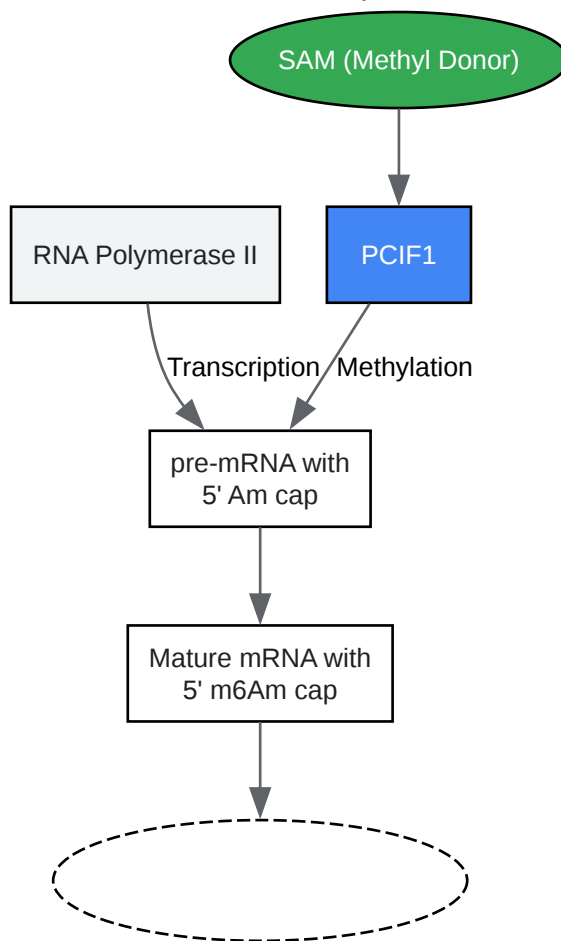 SAM (Methyl Donor)
RNA Polymerase II
PCIF1
Transcription
Methylation
pre-mRNA with
5' Am cap
Mature mRNA with
5' m6Am cap